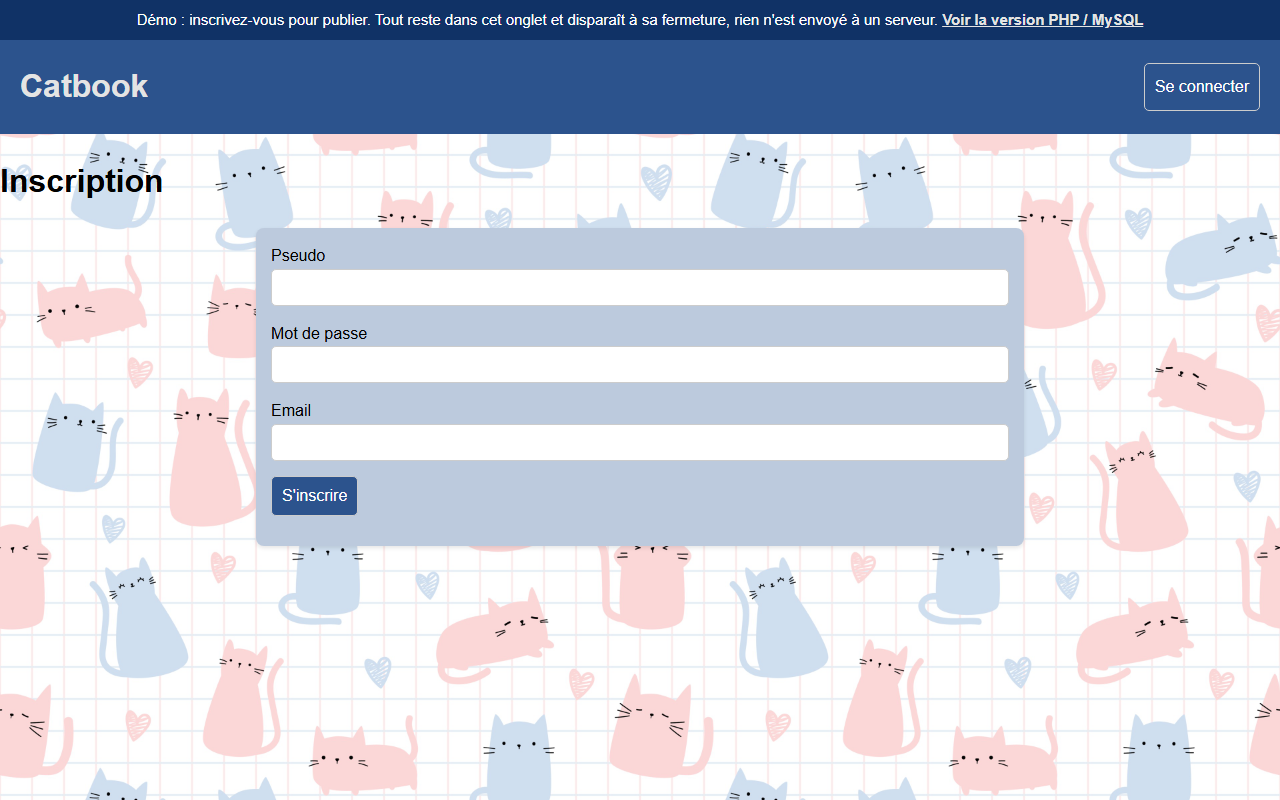 Démo : inscrivez-vous pour publier. Tout reste dans cet onglet et disparaît à sa fermeture, rien n'est envoyé à un serveur. Voir la version PHP / MySQL
Catbook
Se connecter
Inscription
Pseudo
Mot de passe
Email
S'inscrire